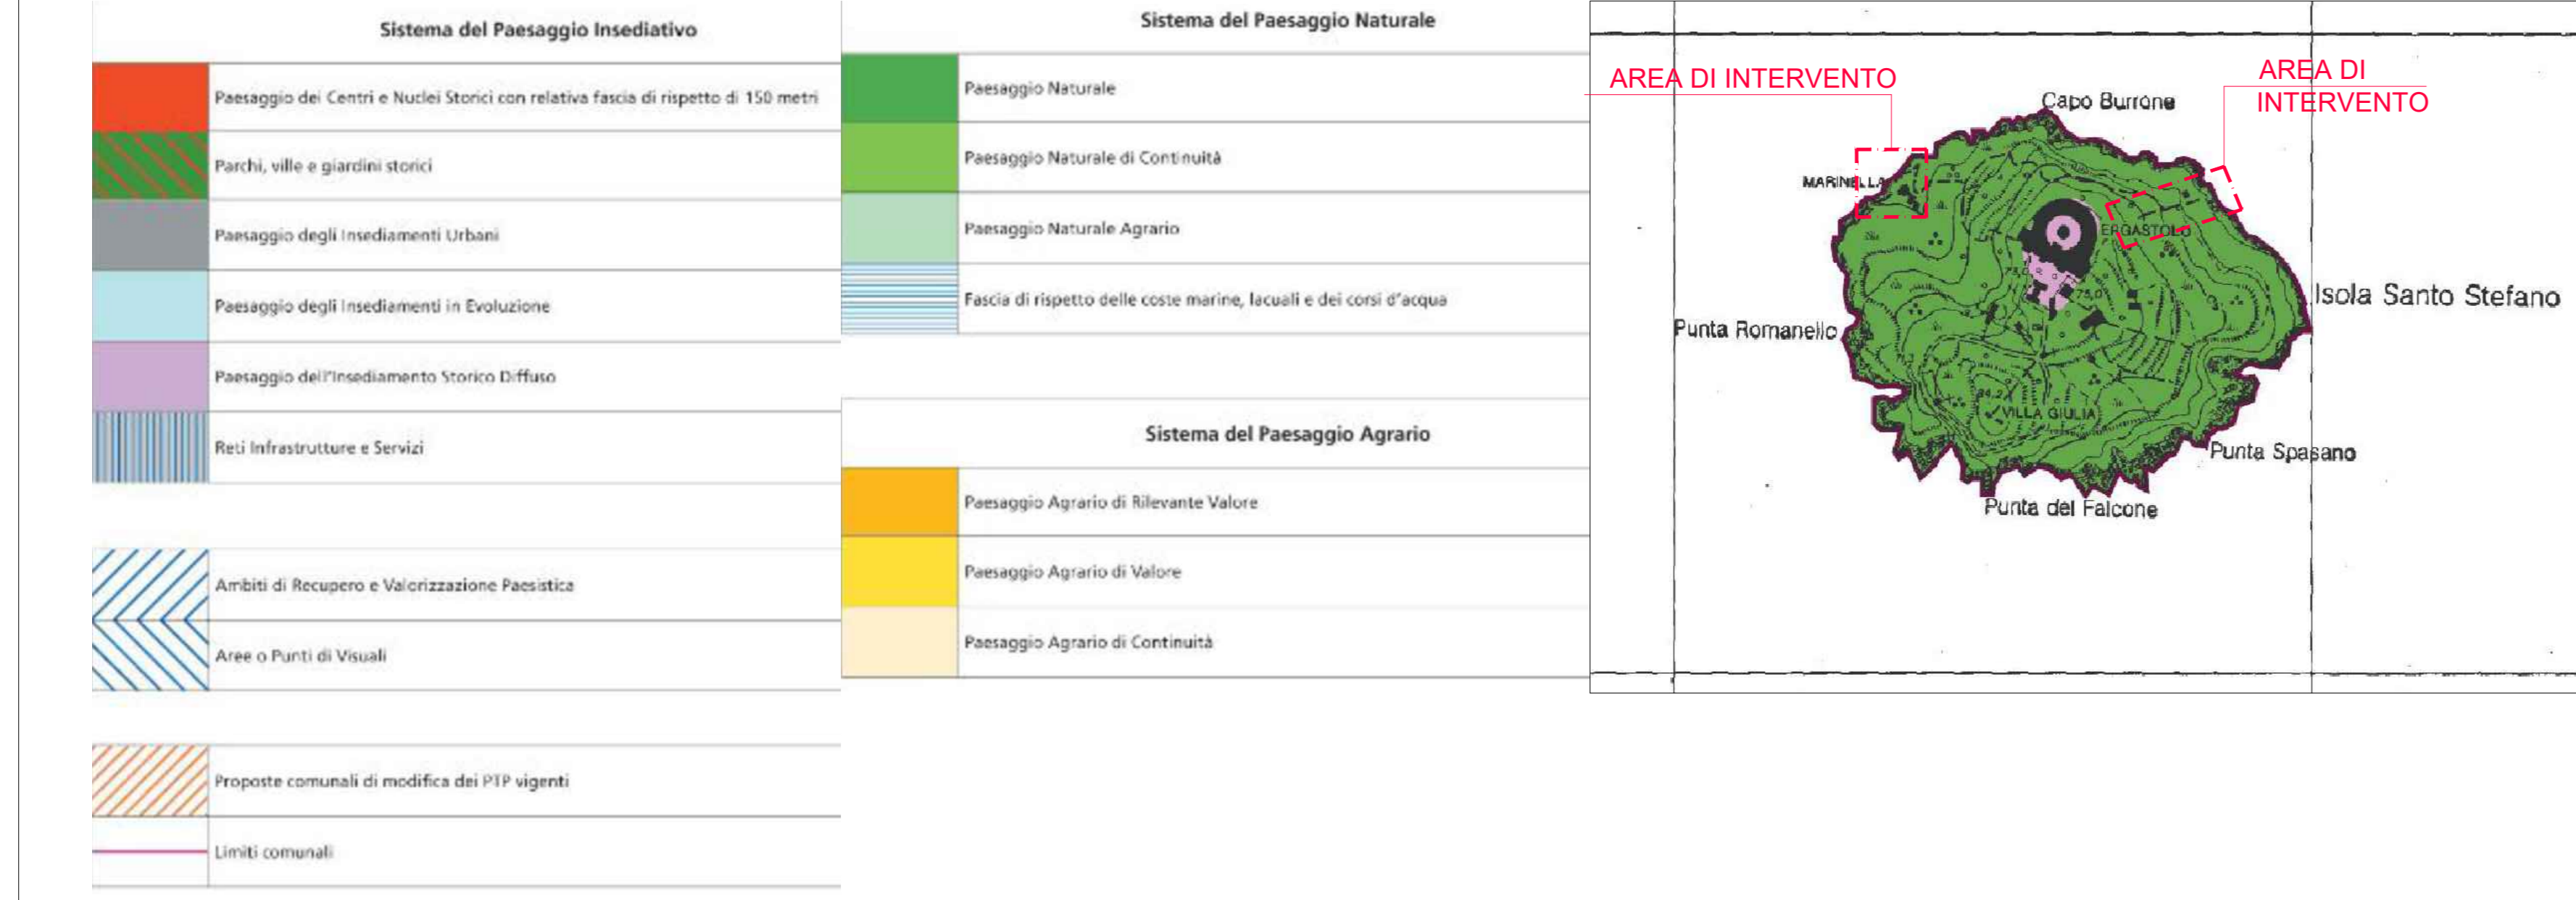 Sistema del Paesaggio Insediativo
Paesaggio dei Centri e Nuclei Storici con relativa fascia di rispetto di 150 metri
Parchi, ville e giardini storici
Paesaggio degli Insediamenti Urbani
Paesaggio degli Insediamenti in Evoluzione
Paesaggio dell'Insediamento Storico Diffuso
Reti Infrastrutture e Servizi
Ambiti di Recupero e Valorizzazione Paesistica
Aree o Punti di Visuali
Proposte comunali di modifica dei PTP vigenti
Limiti comunali
Sistema del Paesaggio Naturale
Paesaggio Naturale
Paesaggio Naturale di Continuità
Paesaggio Naturale Agrario
Fascia di rispetto delle coste marine, lacuali e dei corsi d'acqua
Sistema del Paesaggio Agrario
Paesaggio Agrario di Rilevante Valore
Paesaggio Agrario di Valore
Paesaggio Agrario di Continuità
AREA DI INTERVENTO
AREA DI
INTERVENTO
Capo Burrone
MARINELLA
ERGASTOLO
Isola Santo Stefano
Punta Romanello
VILLA GIULIA
Punta Spasano
Punta del Falcone